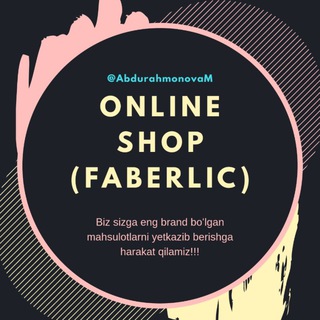 @AbdurahmonovaM
ONLINE
SHOP
(FABERLIC)
Biz sizga eng brand bo'lgan
mahsulotlarni yetkazib berishga
harakat qilamiz!!!